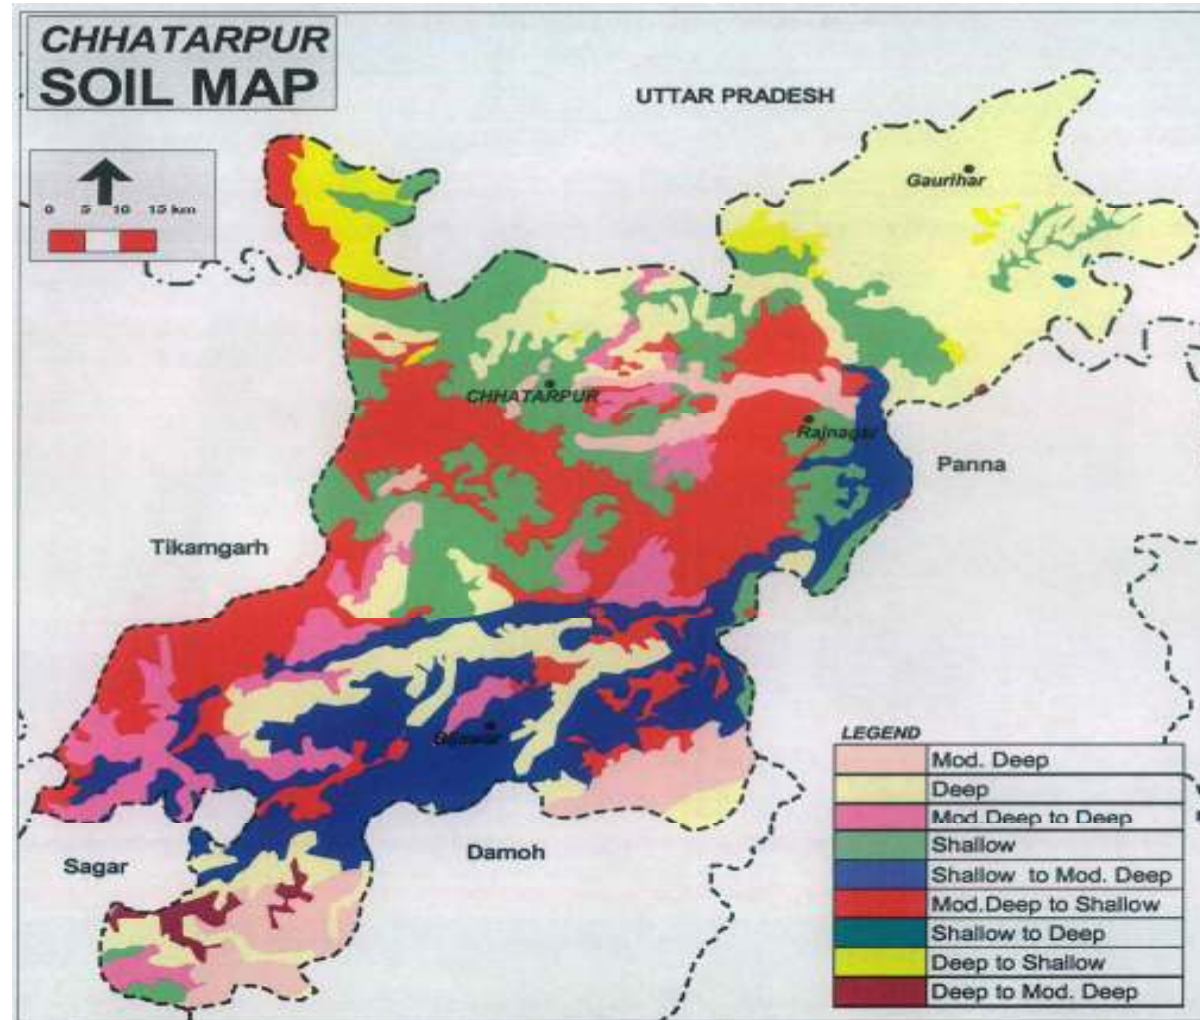 CHHATARPUR
SOIL MAP
UTTAR PRADESH
0 5 10 15 km
Gaurihar
CHHATARPUR
Rajnagar
Panna
Tikamgarh
Sagar
Damoh
LEGEND
Mod. Deep
Deep
Mod.Deep to Deep
Shallow
Shallow to Mod. Deep
Mod.Deep to Shallow
Shallow to Deep
Deep to Shallow
Deep to Mod. Deep